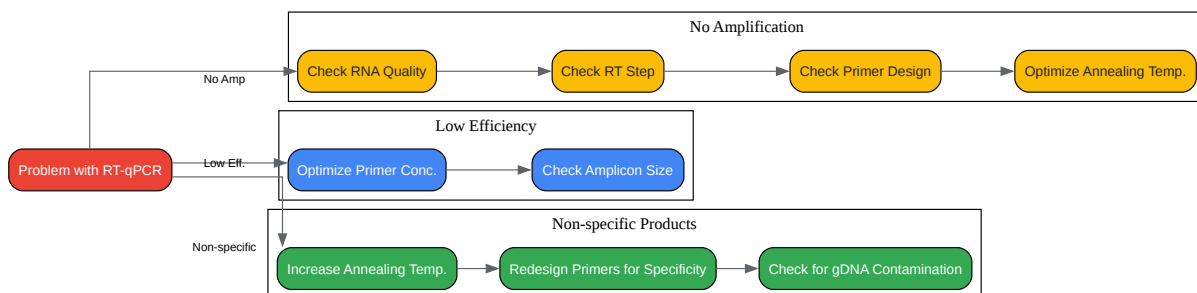 No Amplification
No Amp
Check RNA Quality
Check RT Step
Check Primer Design
Optimize Annealing Temp.
Problem with RT-qPCR
Low Eff.
Low Efficiency
Optimize Primer Conc.
Check Amplicon Size
Non-specific
Non-specific Products
Increase Annealing Temp.
Redesign Primers for Specificity
Check for gDNA Contamination